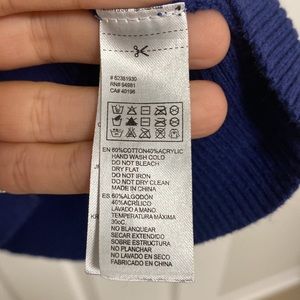 # 52381930
RN# 54981
CA# 40196
EN 60%COTTON40%ACRYLIC
HAND WASH COLD
DO NOT BLEACH
DRY FLAT
DO NOT IRON
DO NOT DRY CLEAN
MADE IN CHINA
ES 60%ALGODÓN
40%ACRÍLICO
LAVADO A MANO
TEMPERATURA MÁXIMA
30oC.
NO BLANQUEAR
SECAR EXTENDIDO
SOBRE ESTRUCTURA
NO PLANCHAR
NO LAVADO EN SECO
FABRICADO EN CHINA